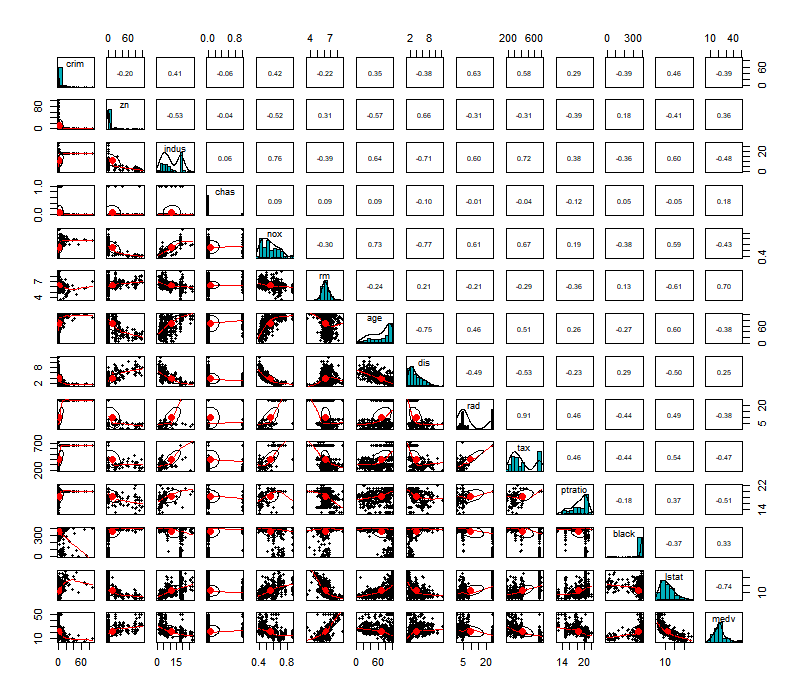 0 60 0.0 0.8 4 7 2 8 200 600 0 300 10 40
crim -0.20 0.41 -0.06 0.42 -0.22 0.35 -0.38 0.63 0.58 0.29 -0.39 0.46 -0.39 0 60
0 80 zn -0.53 -0.04 -0.52 0.31 -0.57 0.66 -0.31 -0.31 -0.39 0.18 -0.41 0.36
indus 0.06 0.76 -0.39 0.64 -0.71 0.60 0.72 0.38 -0.36 0.60 -0.48 0 20
0.0 1.0 chas 0.09 0.09 0.09 -0.10 -0.01 -0.04 -0.12 0.05 -0.05 0.18
nox -0.30 0.73 -0.77 0.61 0.67 0.19 -0.38 0.59 -0.43 0.4
4 7 rm -0.24 0.21 -0.21 -0.29 -0.36 0.13 -0.61 0.70
age -0.75 0.46 0.51 0.26 -0.27 0.60 -0.38 0 60
2 8 dis -0.49 -0.53 -0.23 0.29 -0.50 0.25
rad 0.91 0.46 -0.44 0.49 -0.38 5 20
200 700 tax 0.46 -0.44 0.54 -0.47
ptratio -0.18 0.37 -0.51 14 22
0 300 black -0.37 0.33
lstat -0.74 10
10 50 medv
0 60 0 15 0.4 0.8 0 60 5 20 14 20 10